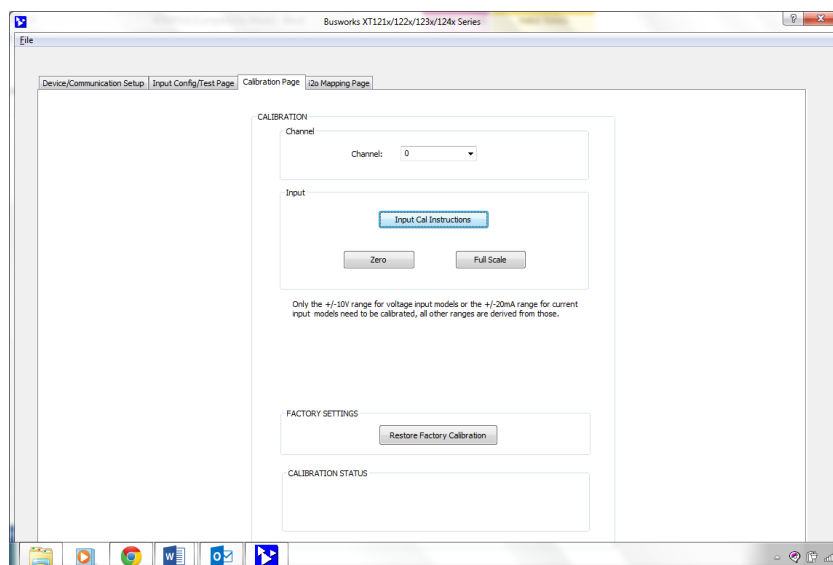 Busworks XT121x/122x/123x/124x Series
File
Device/Communication Setup
Input Config/Test Page
Calibration Page
i2o Mapping Page
CALIBRATION
Channel
Channel: 0
Input
Input Cal Instructions
Zero
Full Scale
Only the +/-10V range for voltage input models or the +/-20mA range for current
input models need to be calibrated, all other ranges are derived from those.
FACTORY SETTINGS
Restore Factory Calibration
CALIBRATION STATUS